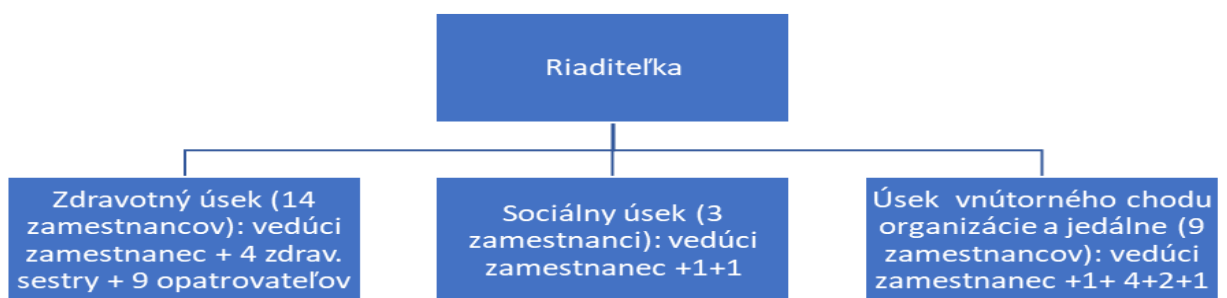 Riaditeľka
Zdravotný úsek (14
zamestnancov): vedúci
zamestnanec + 4 zdrav.
sestry + 9 opatrovateľov
Sociálny úsek (3
zamestnanci): vedúci
zamestnanec +1+1
Úsek vnútorného chodu
organizácie a jedálne (9
zamestnancov): vedúci
zamestnanec +1+ 4+2+1